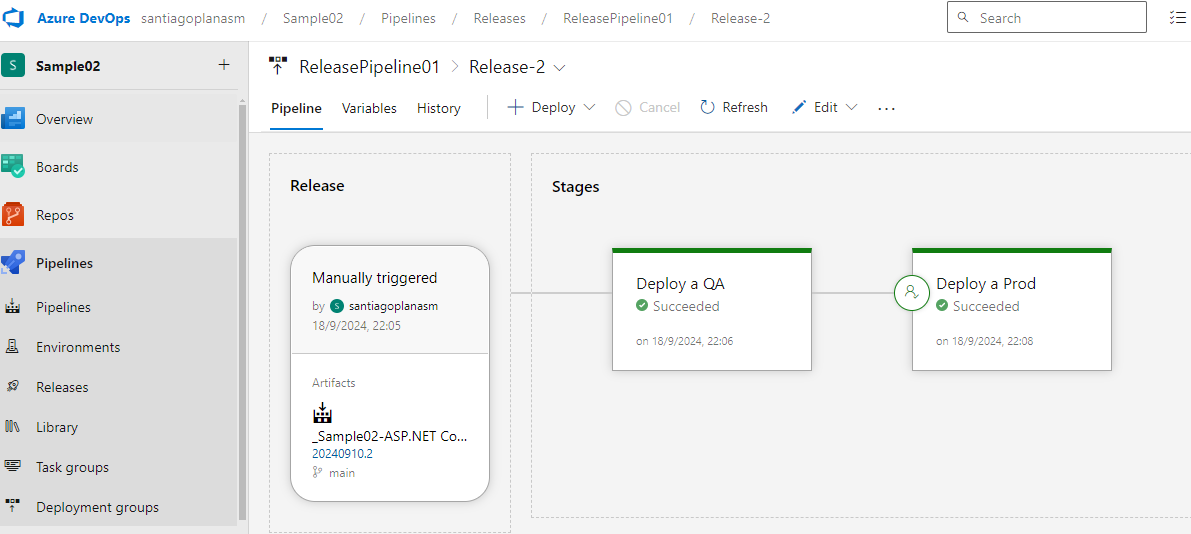 Azure DevOps santiagoplanasm / Sample02 / Pipelines / Releases / ReleasePipeline01 / Release-2
Search
S Sample02 +
ReleasePipeline01 > Release-2
Pipeline Variables History + Deploy Cancel Refresh Edit ...
Overview
Boards
Repos
Pipelines
Pipelines
Environments
Releases
Library
Task groups
Deployment groups
Release
Manually triggered
by S santiagoplanasm
18/9/2024, 22:05
Artifacts
_Sample02-ASP.NET Co...
20240910.2
main
Stages
Deploy a QA
Succeeded
on 18/9/2024, 22:06
Deploy a Prod
Succeeded
on 18/9/2024, 22:08